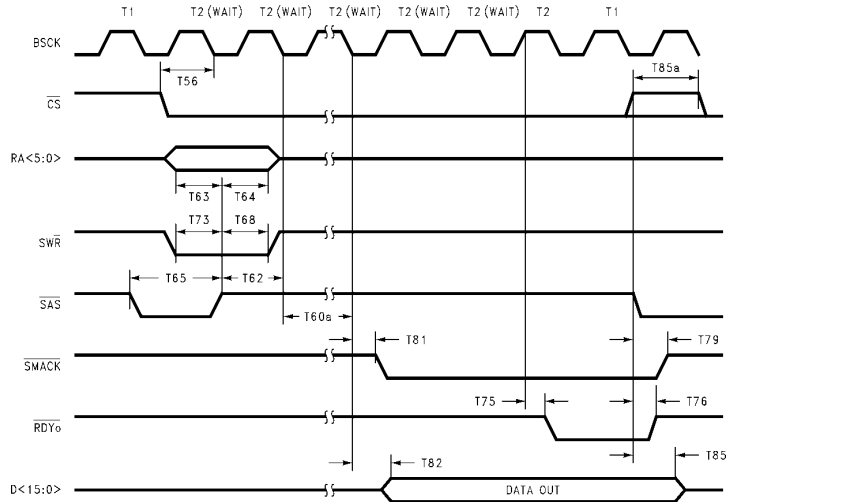 T1 T2 (WAIT) T2 (WAIT) T2 (WAIT) T2 (WAIT) T2 (WAIT) T2 T1
BSCK
T56
T85a
CS
RA<5:0>
T63 T64
T73 T68
SWR
T65 T62
SAS
T60a
T81 T79
SMACK
T75 T76
RDYo
T82 T85
D<15:0> DATA OUT